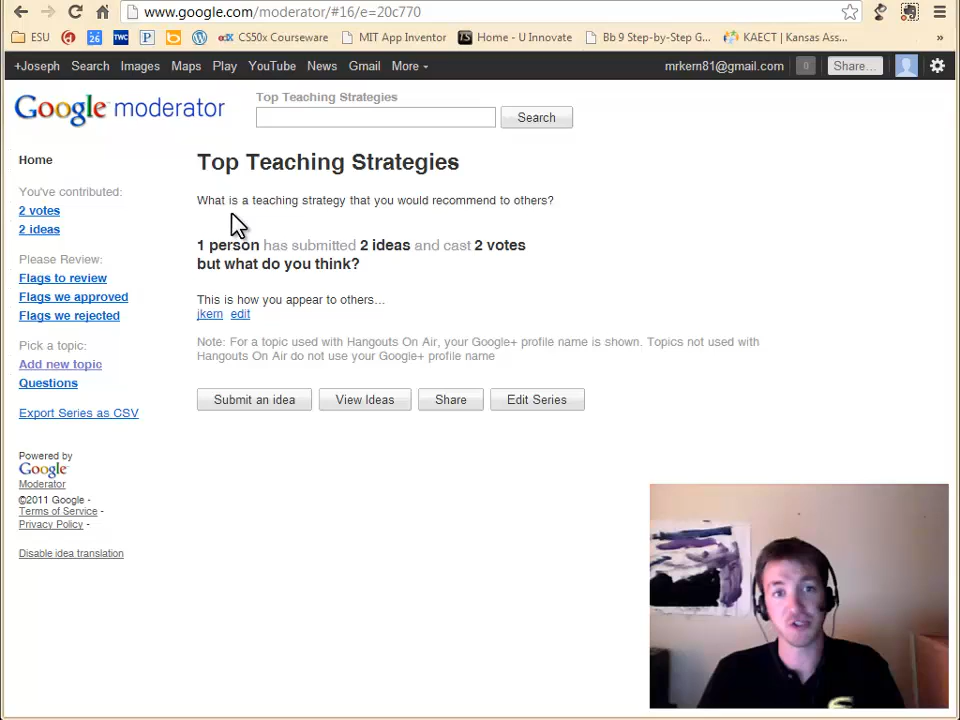 www.google.com/moderator/#16/e=20c770
ESU CS50x Courseware MIT App Inventor Home - U Innovate Bb 9 Step-by-Step G... KAECT | Kansas Ass... »
+Joseph Search Images Maps Play YouTube News Gmail More mrkern81@gmail.com 0 Share...
Google moderator
Top Teaching Strategies
Search
Home
You've contributed:
2 votes
2 ideas
Please Review:
Flags to review
Flags we approved
Flags we rejected
Pick a topic:
Add new topic
Questions
Export Series as CSV
Powered by
Google
Moderator
©2011 Google -
Terms of Service -
Privacy Policy -
Disable idea translation
Top Teaching Strategies
What is a teaching strategy that you would recommend to others?
1 person has submitted 2 ideas and cast 2 votes
but what do you think?
This is how you appear to others...
jkern edit
Note: For a topic used with Hangouts On Air, your Google+ profile name is shown. Topics not used with
Hangouts On Air do not use your Google+ profile name
Submit an idea View Ideas Share Edit Series